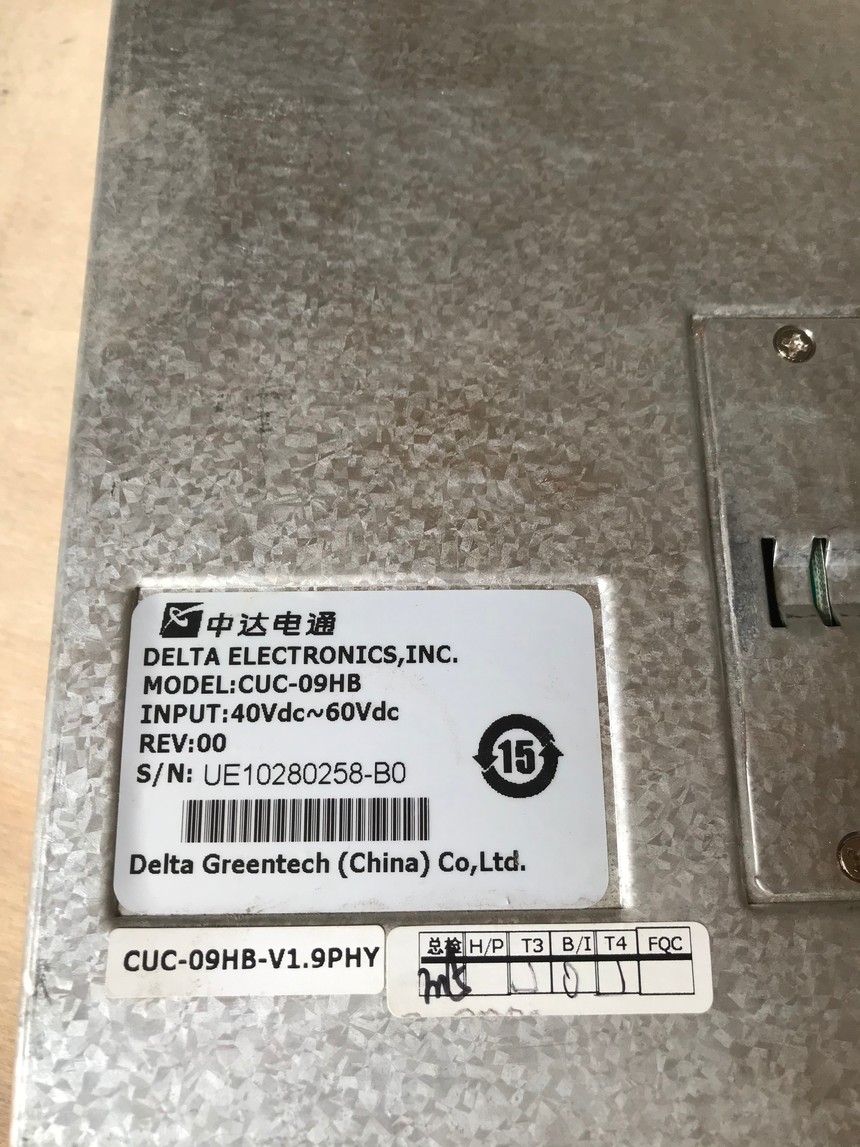 中达电通
DELTA ELECTRONICS,INC.
MODEL:CUC-09HB
INPUT:40Vdc~60Vdc
REV:00
S/N: UE10280258-B0
15
Delta Greentech (China) Co,Ltd.
CUC-09HB-V1.9PHY
总检 H/P T3 B/I T4 FQC